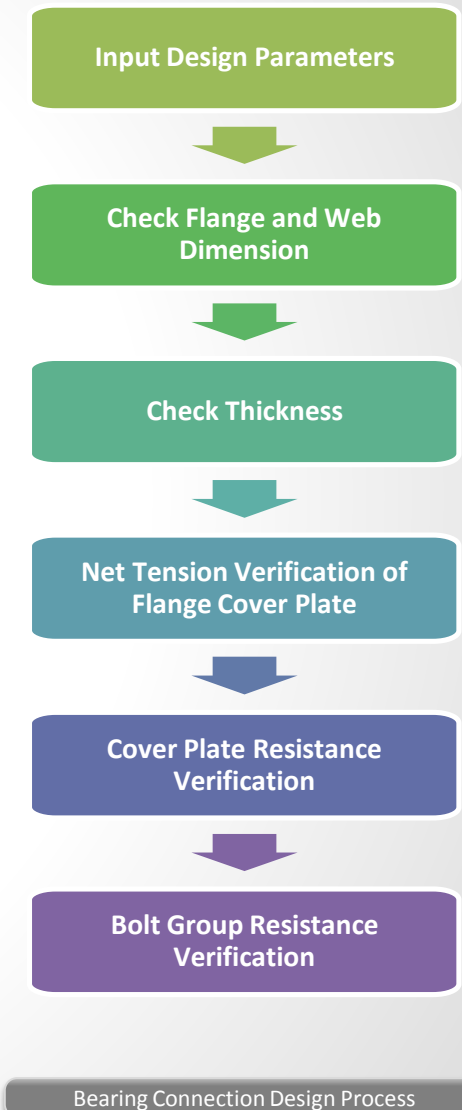 Input Design Parameters
Check Flange and Web
Dimension
Check Thickness
Net Tension Verification of
Flange Cover Plate
Cover Plate Resistance
Verification
Bolt Group Resistance
Verification
Bearing Connection Design Process